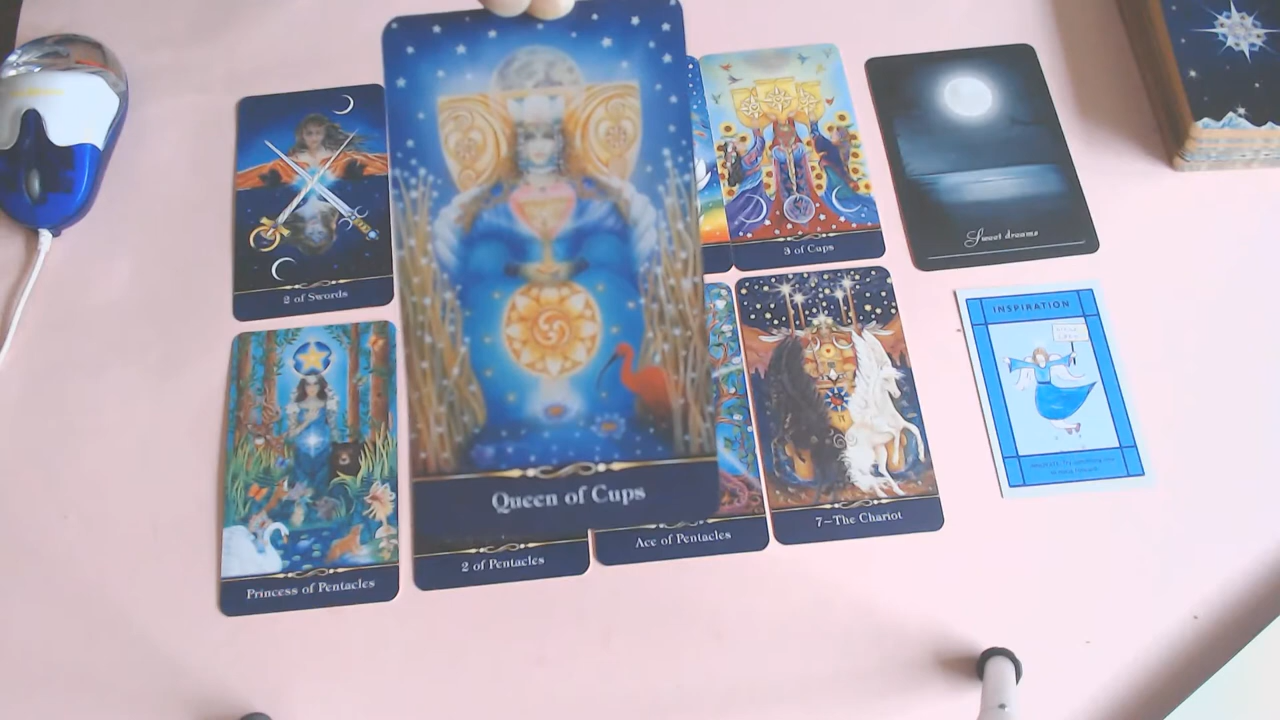 2 of Swords
Queen of Cups
3 of Cups
Sweet dreams
INSPIRATION
Princess of Pentacles
2 of Pentacles
Ace of Pentacles
7~The Chariot